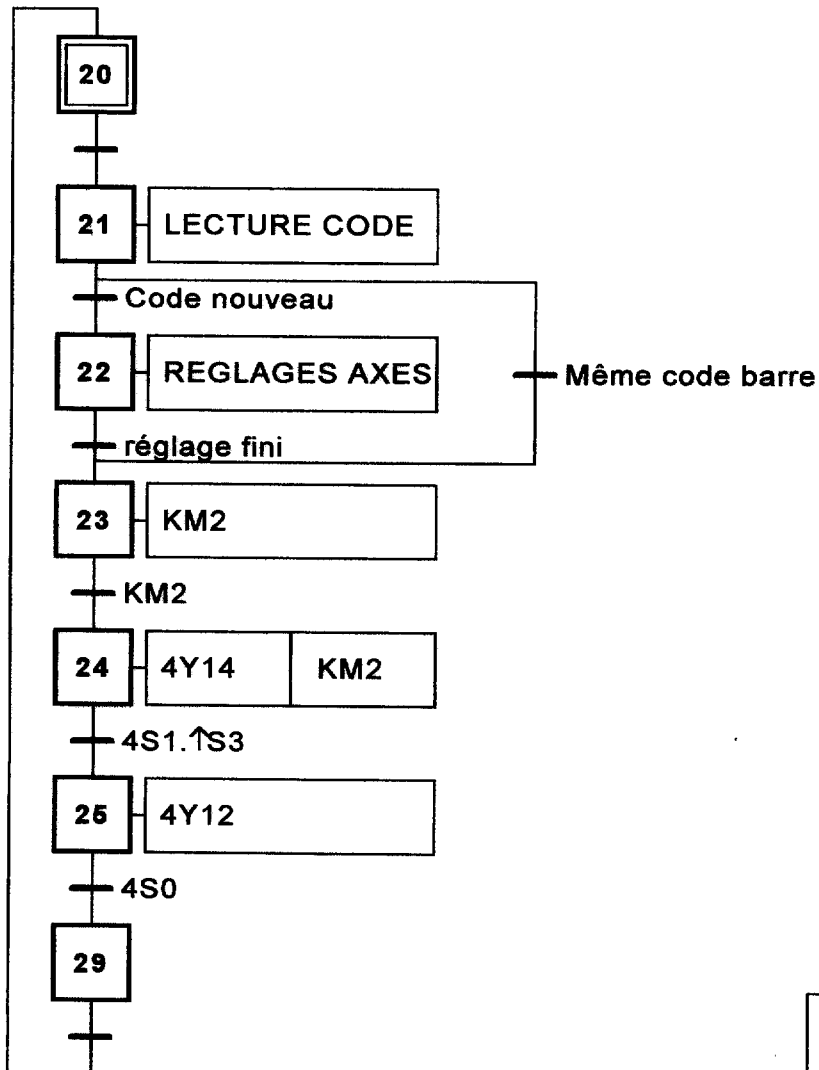 20
21 LECTURE CODE
Code nouveau
22 REGLAGES AXES
Même code barre
réglage fini
23 KM2
KM2
24 4Y14 KM2
4S1.↑S3
25 4Y12
4S0
29